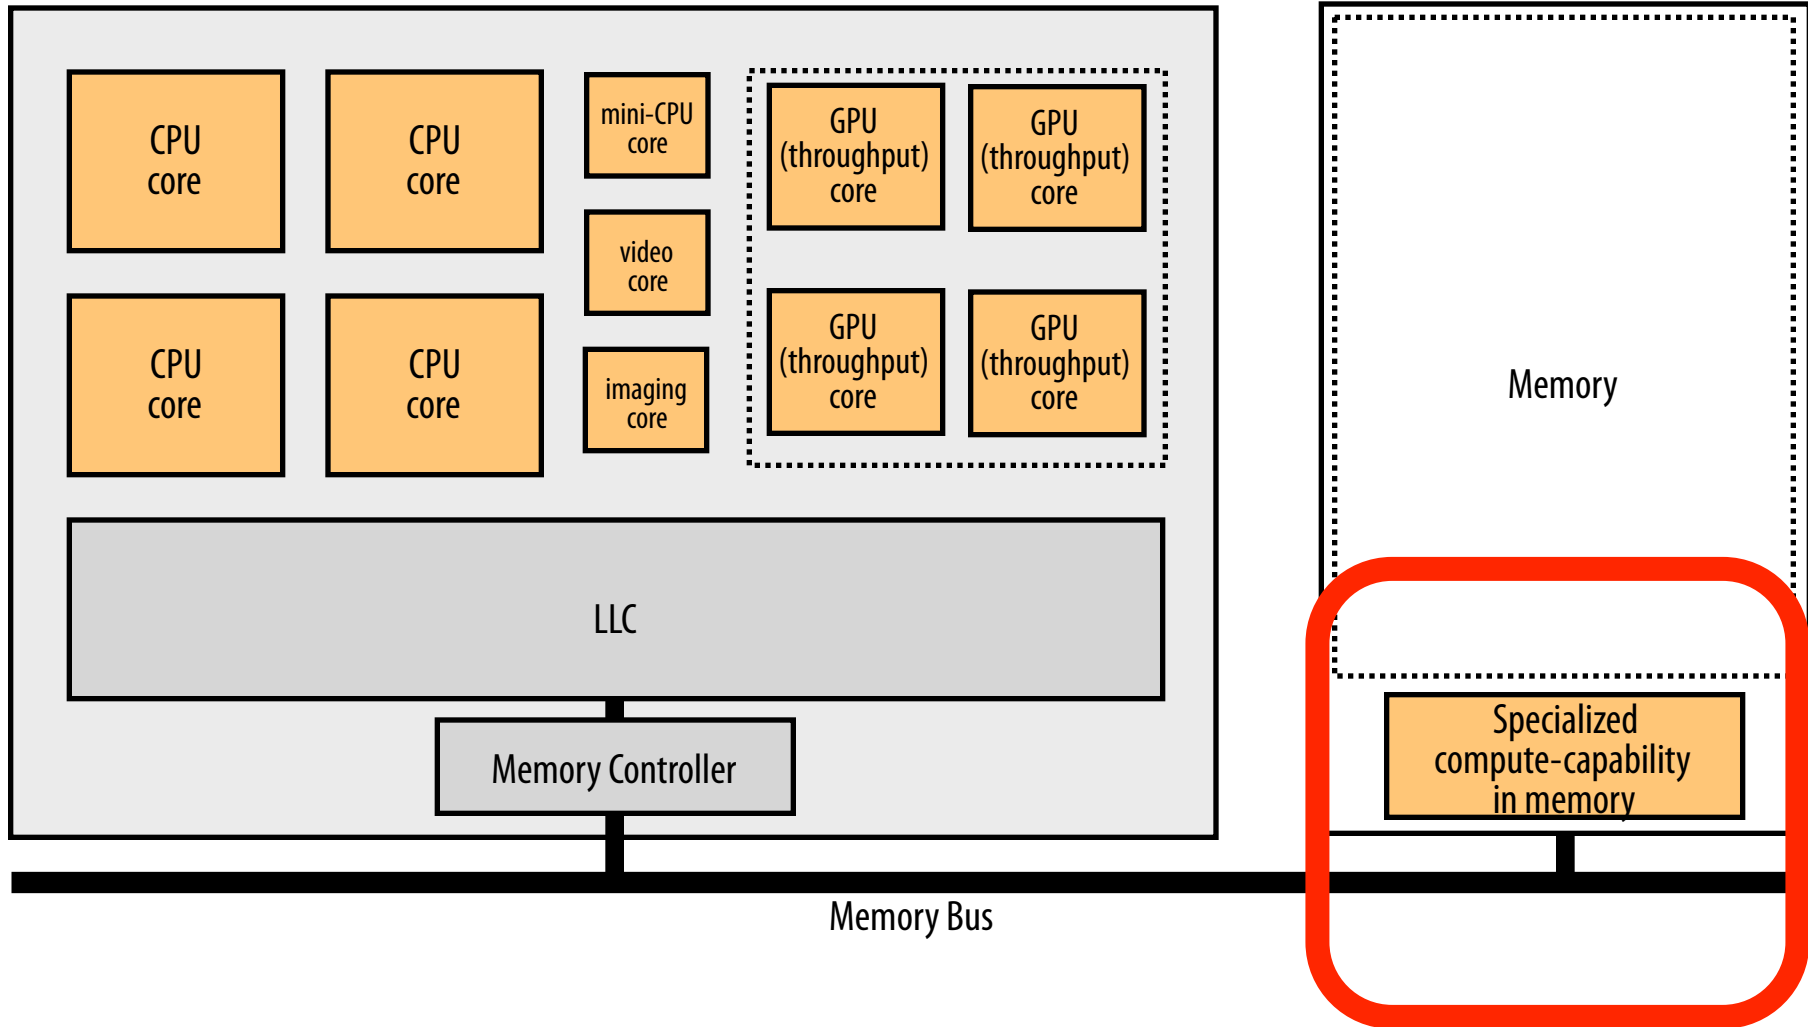 CPU
core
CPU
core
mini-CPU
core
video
core
imaging
core
GPU
(throughput)
core
GPU
(throughput)
core
CPU
core
CPU
core
GPU
(throughput)
core
GPU
(throughput)
core
LLC
Memory Controller
Memory Bus
Memory
Specialized
compute-capability
in memory